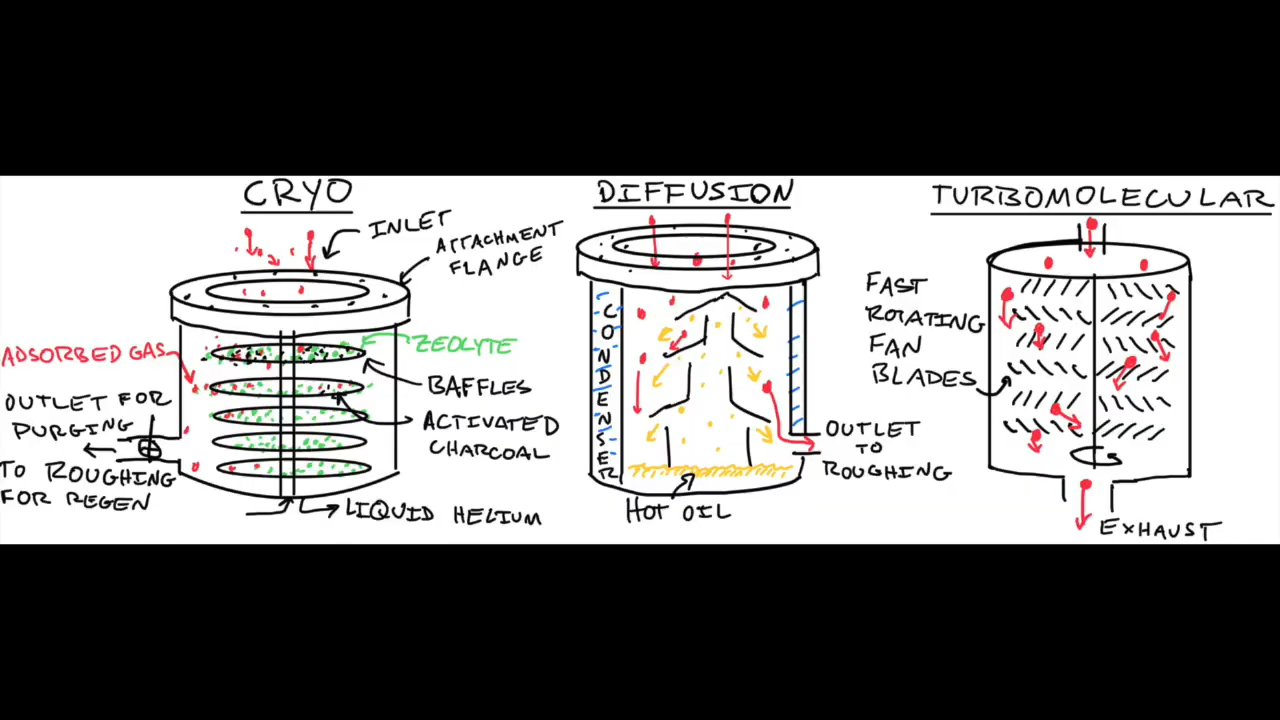 CRYO
INLET
ATTACHMENT
FLANGE
ADSORBED GAS
ZEOLYTE
BAFFLES
ACTIVATED
CHARCOAL
OUTLET FOR
PURGING
TO ROUGHING
FOR REGEN
LIQUID HELIUM
DIFFUSION
CONDENSER
OUTLET
TO
ROUGHING
HOT OIL
TURBOMOLECULAR
FAST
ROTATING
FAN
BLADES
EXHAUST